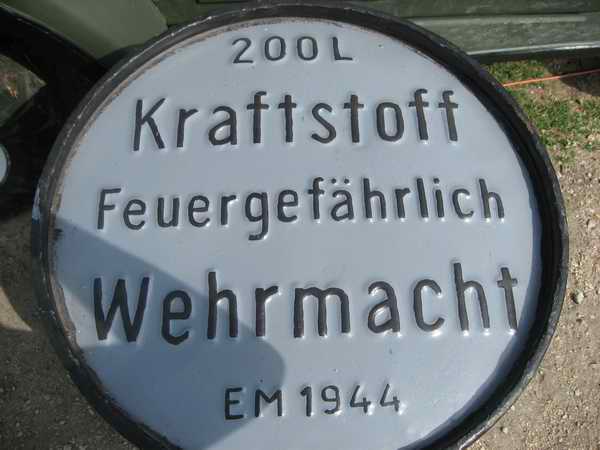 200L
Kraftstoff
Feuergefährlich
Wehrmacht
EM 1944